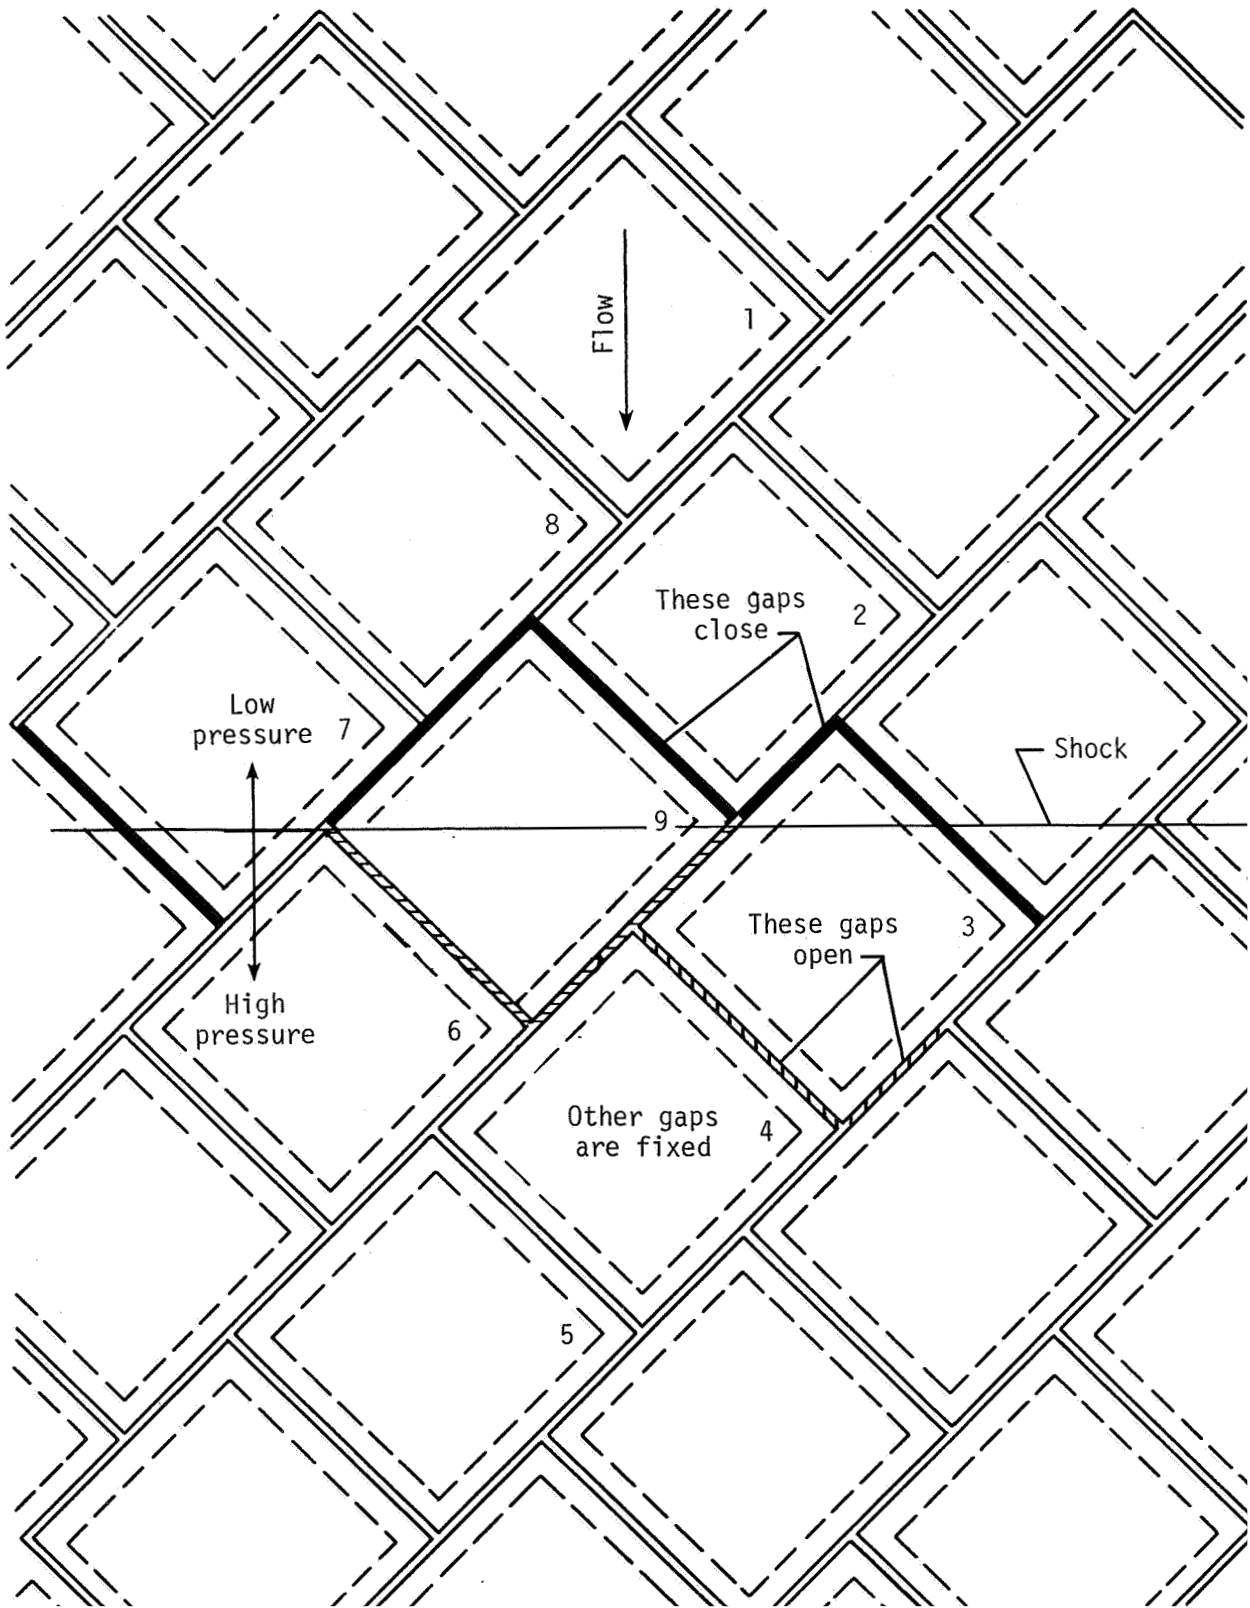 1
Flow
8
These gaps
close
2
Low
pressure
7
Shock
9
These gaps
open
3
High
pressure
6
Other gaps
are fixed
4
5